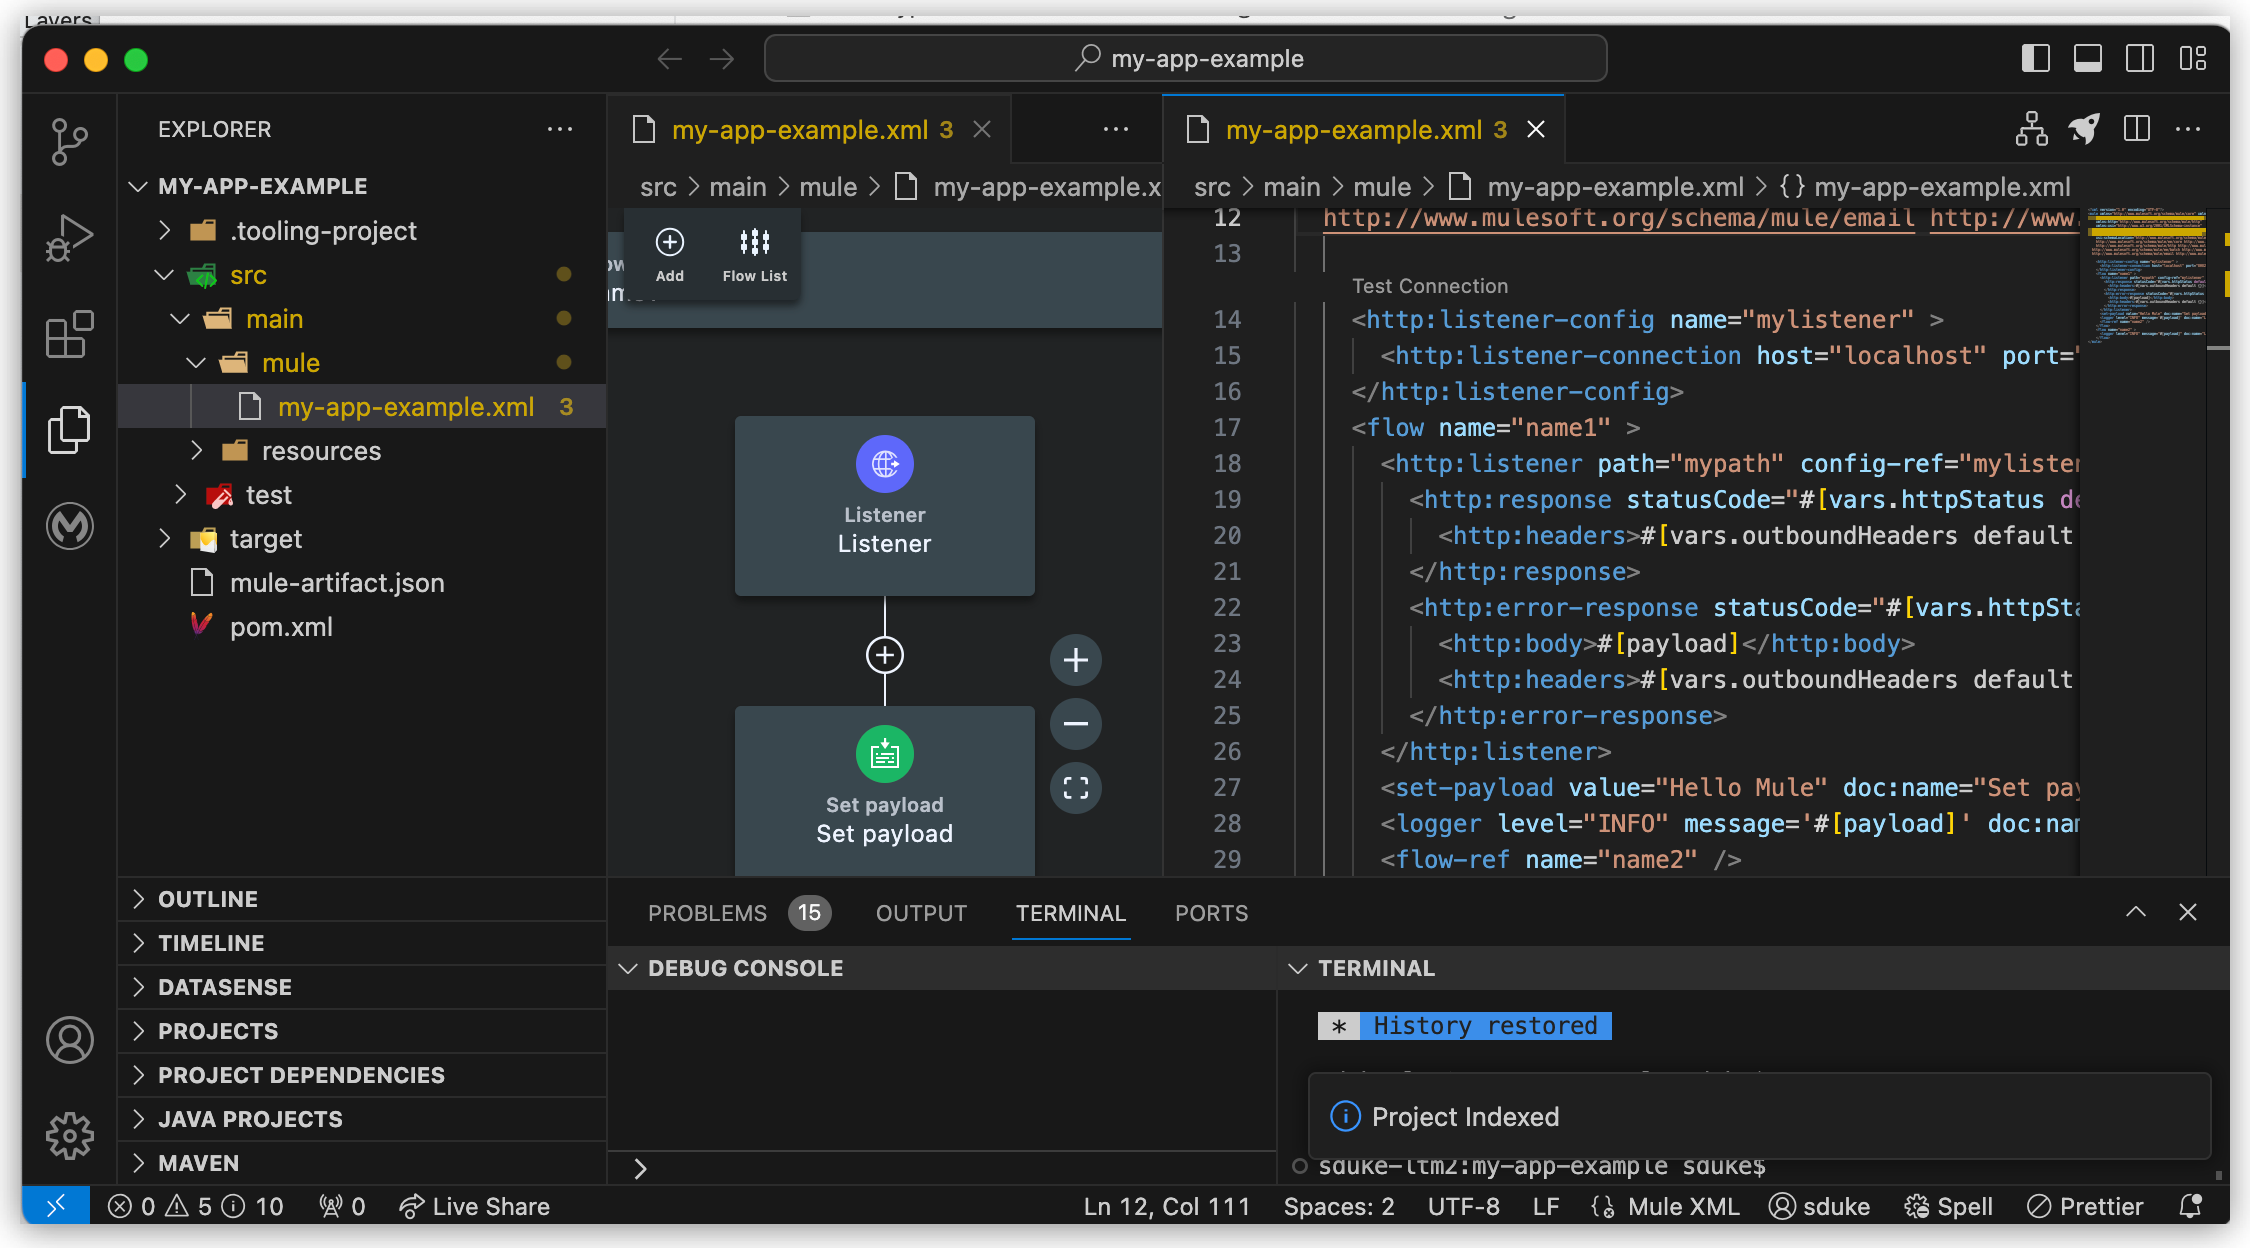 Layers
my-app-example
EXPLORER
MY-APP-EXAMPLE
.tooling-project
src
main
mule
my-app-example.xml 3
resources
test
target
mule-artifact.json
pom.xml
OUTLINE
TIMELINE
DATASENSE
PROJECTS
PROJECT DEPENDENCIES
JAVA PROJECTS
MAVEN
my-app-example.xml 3
src > main > mule > my-app-example.x
Add
Flow List
Listener
Listener
Set payload
Set payload
my-app-example.xml 3
src > main > mule > my-app-example.xml > {} my-app-example.xml
12 http://www.mulesoft.org/schema/mule/email http://www.
13
Test Connection
14 <http:listener-config name="mylistener" >
15 <http:listener-connection host="localhost" port="
16 </http:listener-config>
17 <flow name="name1" >
18 <http:listener path="mypath" config-ref="mylister
19 <http:response statusCode="#[vars.httpStatus de
20 <http:headers>#[vars.outboundHeaders default
21 </http:response>
22 <http:error-response statusCode="#[vars.httpSta
23 <http:body>#[payload]</http:body>
24 <http:headers>#[vars.outboundHeaders default
25 </http:error-response>
26 </http:listener>
27 <set-payload value="Hello Mule" doc:name="Set pay
28 <logger level="INFO" message='#[payload]' doc:nam
29 <flow-ref name="name2" />
PROBLEMS 15 OUTPUT TERMINAL PORTS
DEBUG CONSOLE
TERMINAL
* History restored
Project Indexed
sduke-ltm2:my-app-example sduke$
0 5 10 0 Live Share Ln 12, Col 111 Spaces: 2 UTF-8 LF Mule XML sduke Spell Prettier